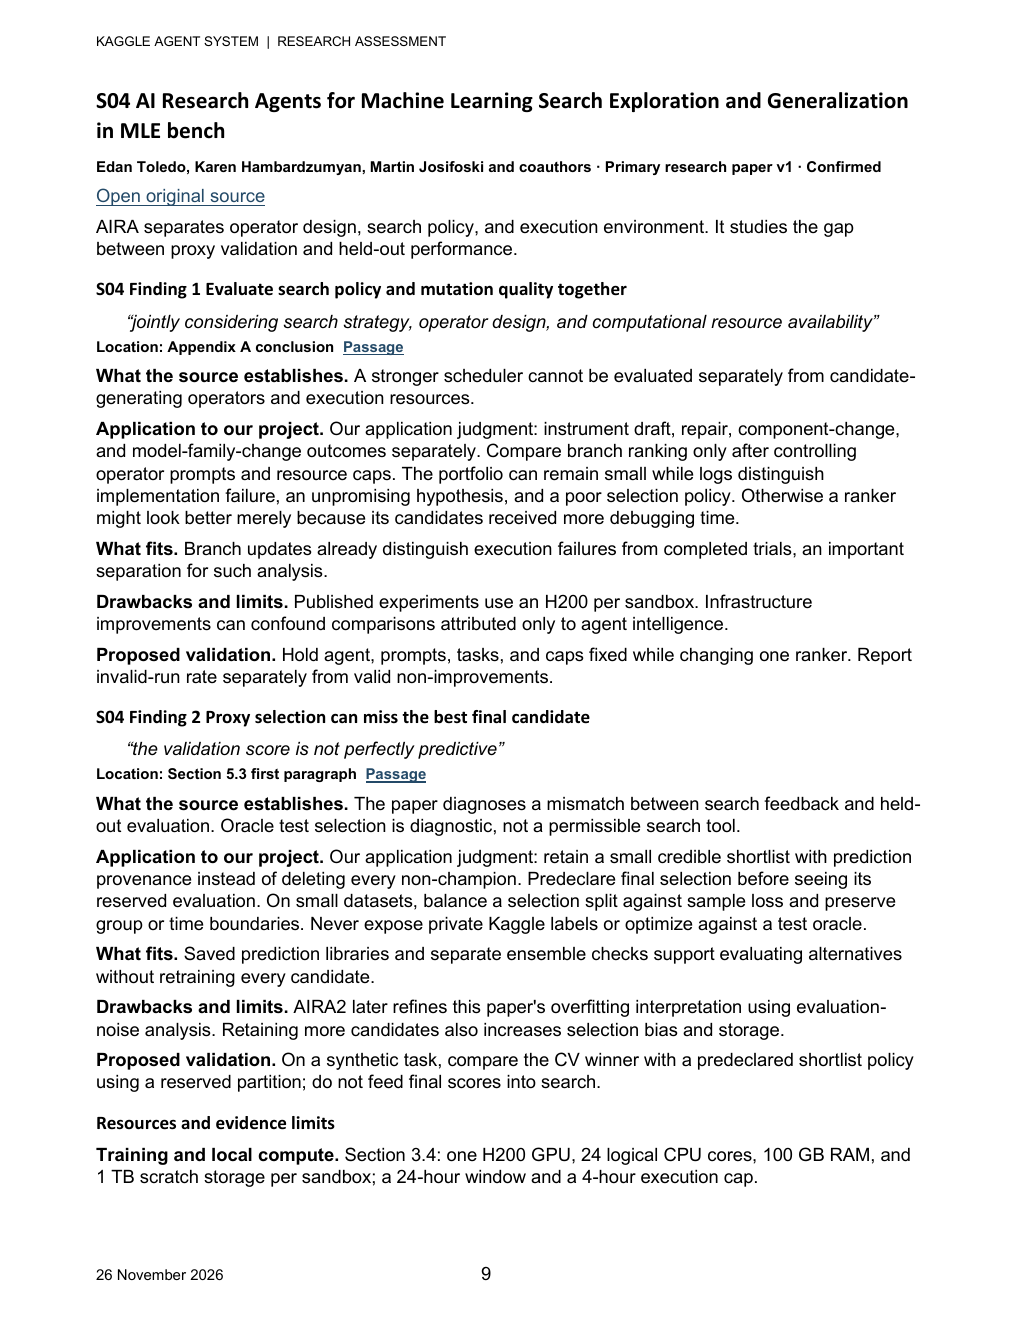 KAGGLE AGENT SYSTEM | RESEARCH ASSESSMENT
S04 AI Research Agents for Machine Learning Search Exploration and Generalization
in MLE bench
Edan Toledo, Karen Hambardzumyan, Martin Josifoski and coauthors · Primary research paper v1 · Confirmed
Open original source
AIRA separates operator design, search policy, and execution environment. It studies the gap
between proxy validation and held-out performance.
S04 Finding 1 Evaluate search policy and mutation quality together
“jointly considering search strategy, operator design, and computational resource availability”
Location: Appendix A conclusion Passage
What the source establishes. A stronger scheduler cannot be evaluated separately from candidate-
generating operators and execution resources.
Application to our project. Our application judgment: instrument draft, repair, component-change,
and model-family-change outcomes separately. Compare branch ranking only after controlling
operator prompts and resource caps. The portfolio can remain small while logs distinguish
implementation failure, an unpromising hypothesis, and a poor selection policy. Otherwise a ranker
might look better merely because its candidates received more debugging time.
What fits. Branch updates already distinguish execution failures from completed trials, an important
separation for such analysis.
Drawbacks and limits. Published experiments use an H200 per sandbox. Infrastructure
improvements can confound comparisons attributed only to agent intelligence.
Proposed validation. Hold agent, prompts, tasks, and caps fixed while changing one ranker. Report
invalid-run rate separately from valid non-improvements.
S04 Finding 2 Proxy selection can miss the best final candidate
“the validation score is not perfectly predictive”
Location: Section 5.3 first paragraph Passage
What the source establishes. The paper diagnoses a mismatch between search feedback and held-
out evaluation. Oracle test selection is diagnostic, not a permissible search tool.
Application to our project. Our application judgment: retain a small credible shortlist with prediction
provenance instead of deleting every non-champion. Predeclare final selection before seeing its
reserved evaluation. On small datasets, balance a selection split against sample loss and preserve
group or time boundaries. Never expose private Kaggle labels or optimize against a test oracle.
What fits. Saved prediction libraries and separate ensemble checks support evaluating alternatives
without retraining every candidate.
Drawbacks and limits. AIRA2 later refines this paper's overfitting interpretation using evaluation-
noise analysis. Retaining more candidates also increases selection bias and storage.
Proposed validation. On a synthetic task, compare the CV winner with a predeclared shortlist policy
using a reserved partition; do not feed final scores into search.
Resources and evidence limits
Training and local compute. Section 3.4: one H200 GPU, 24 logical CPU cores, 100 GB RAM, and
1 TB scratch storage per sandbox; a 24-hour window and a 4-hour execution cap.
26 November 2026 9